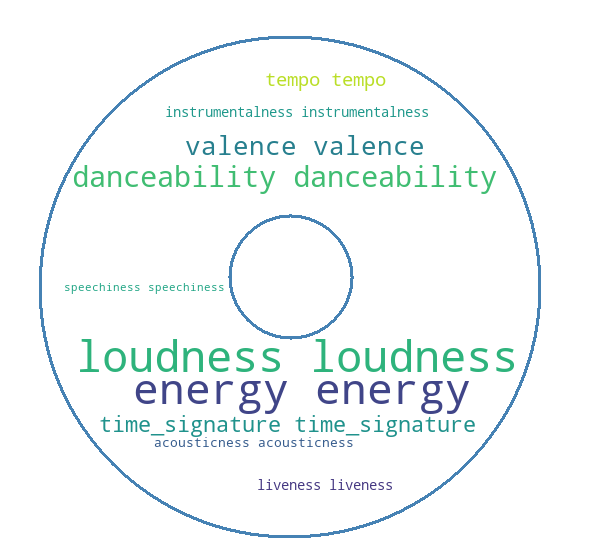 tempo tempo
instrumentalness instrumentalness
valence valence
danceability danceability
speechiness speechiness
loudness loudness
energy energy
time_signature time_signature
acousticness acousticness
liveness liveness